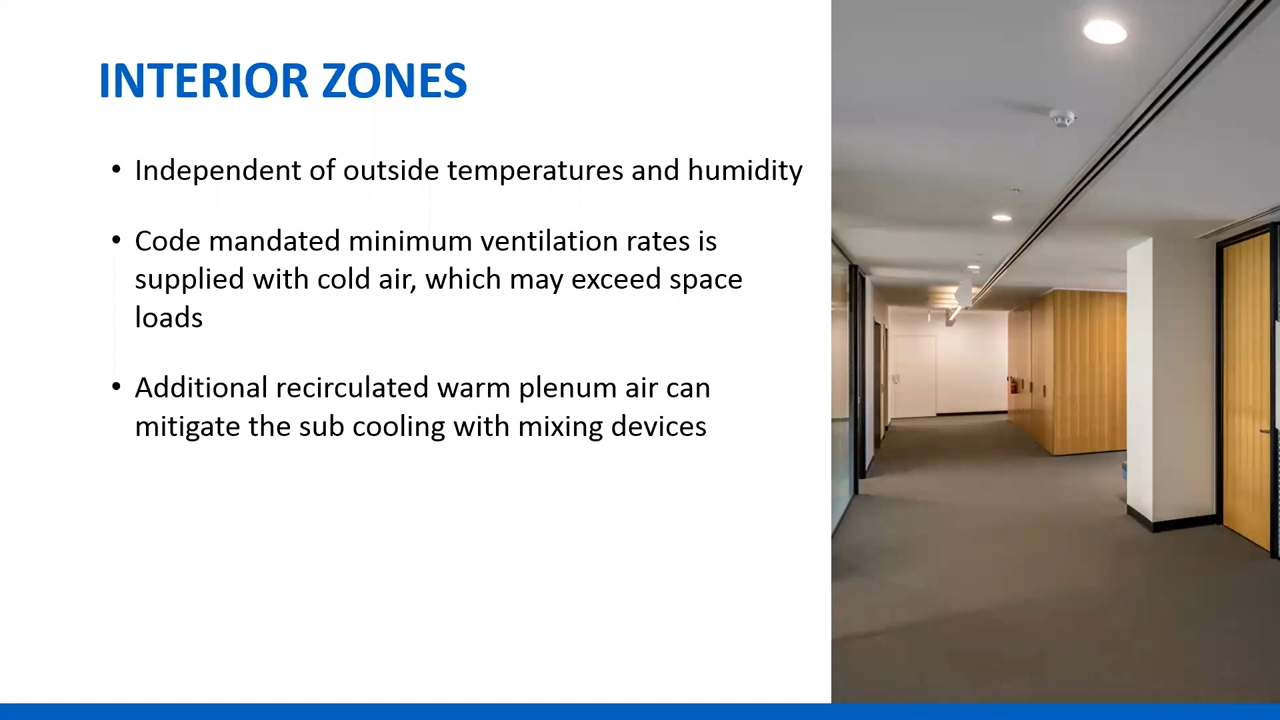 INTERIOR ZONES
• Independent of outside temperatures and humidity
• Code mandated minimum ventilation rates is
supplied with cold air, which may exceed space
loads
• Additional recirculated warm plenum air can
mitigate the sub cooling with mixing devices